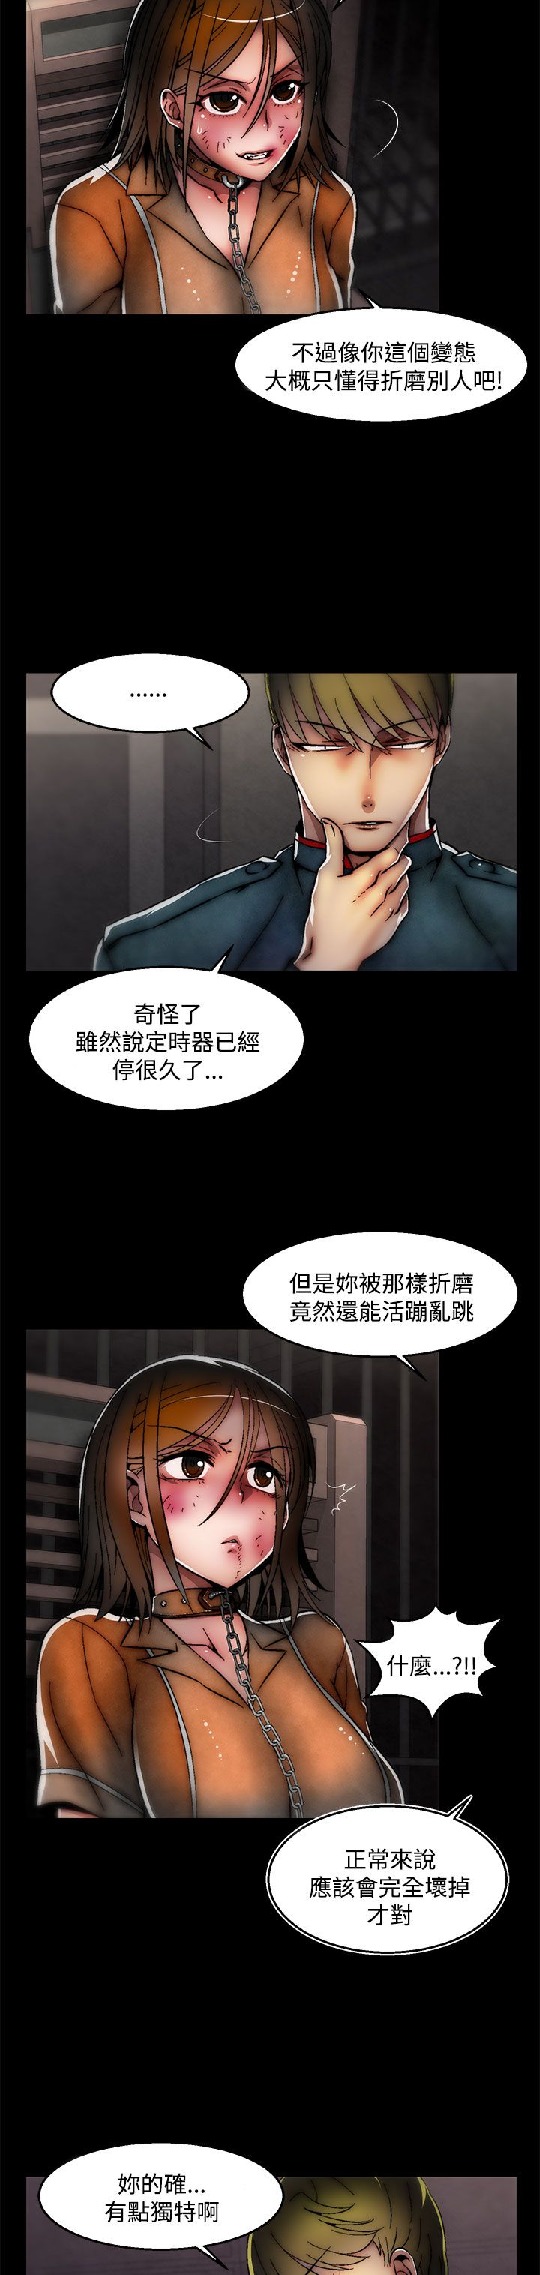 不過像你這個變態
大概只懂得折磨別人吧!
......
奇怪了
雖然說定時器已經
停很久了...
但是妳被那樣折磨
竟然還能活蹦亂跳
什麼...?!!
正常來說
應該會完全壞掉
才對
妳的確...
有點獨特啊